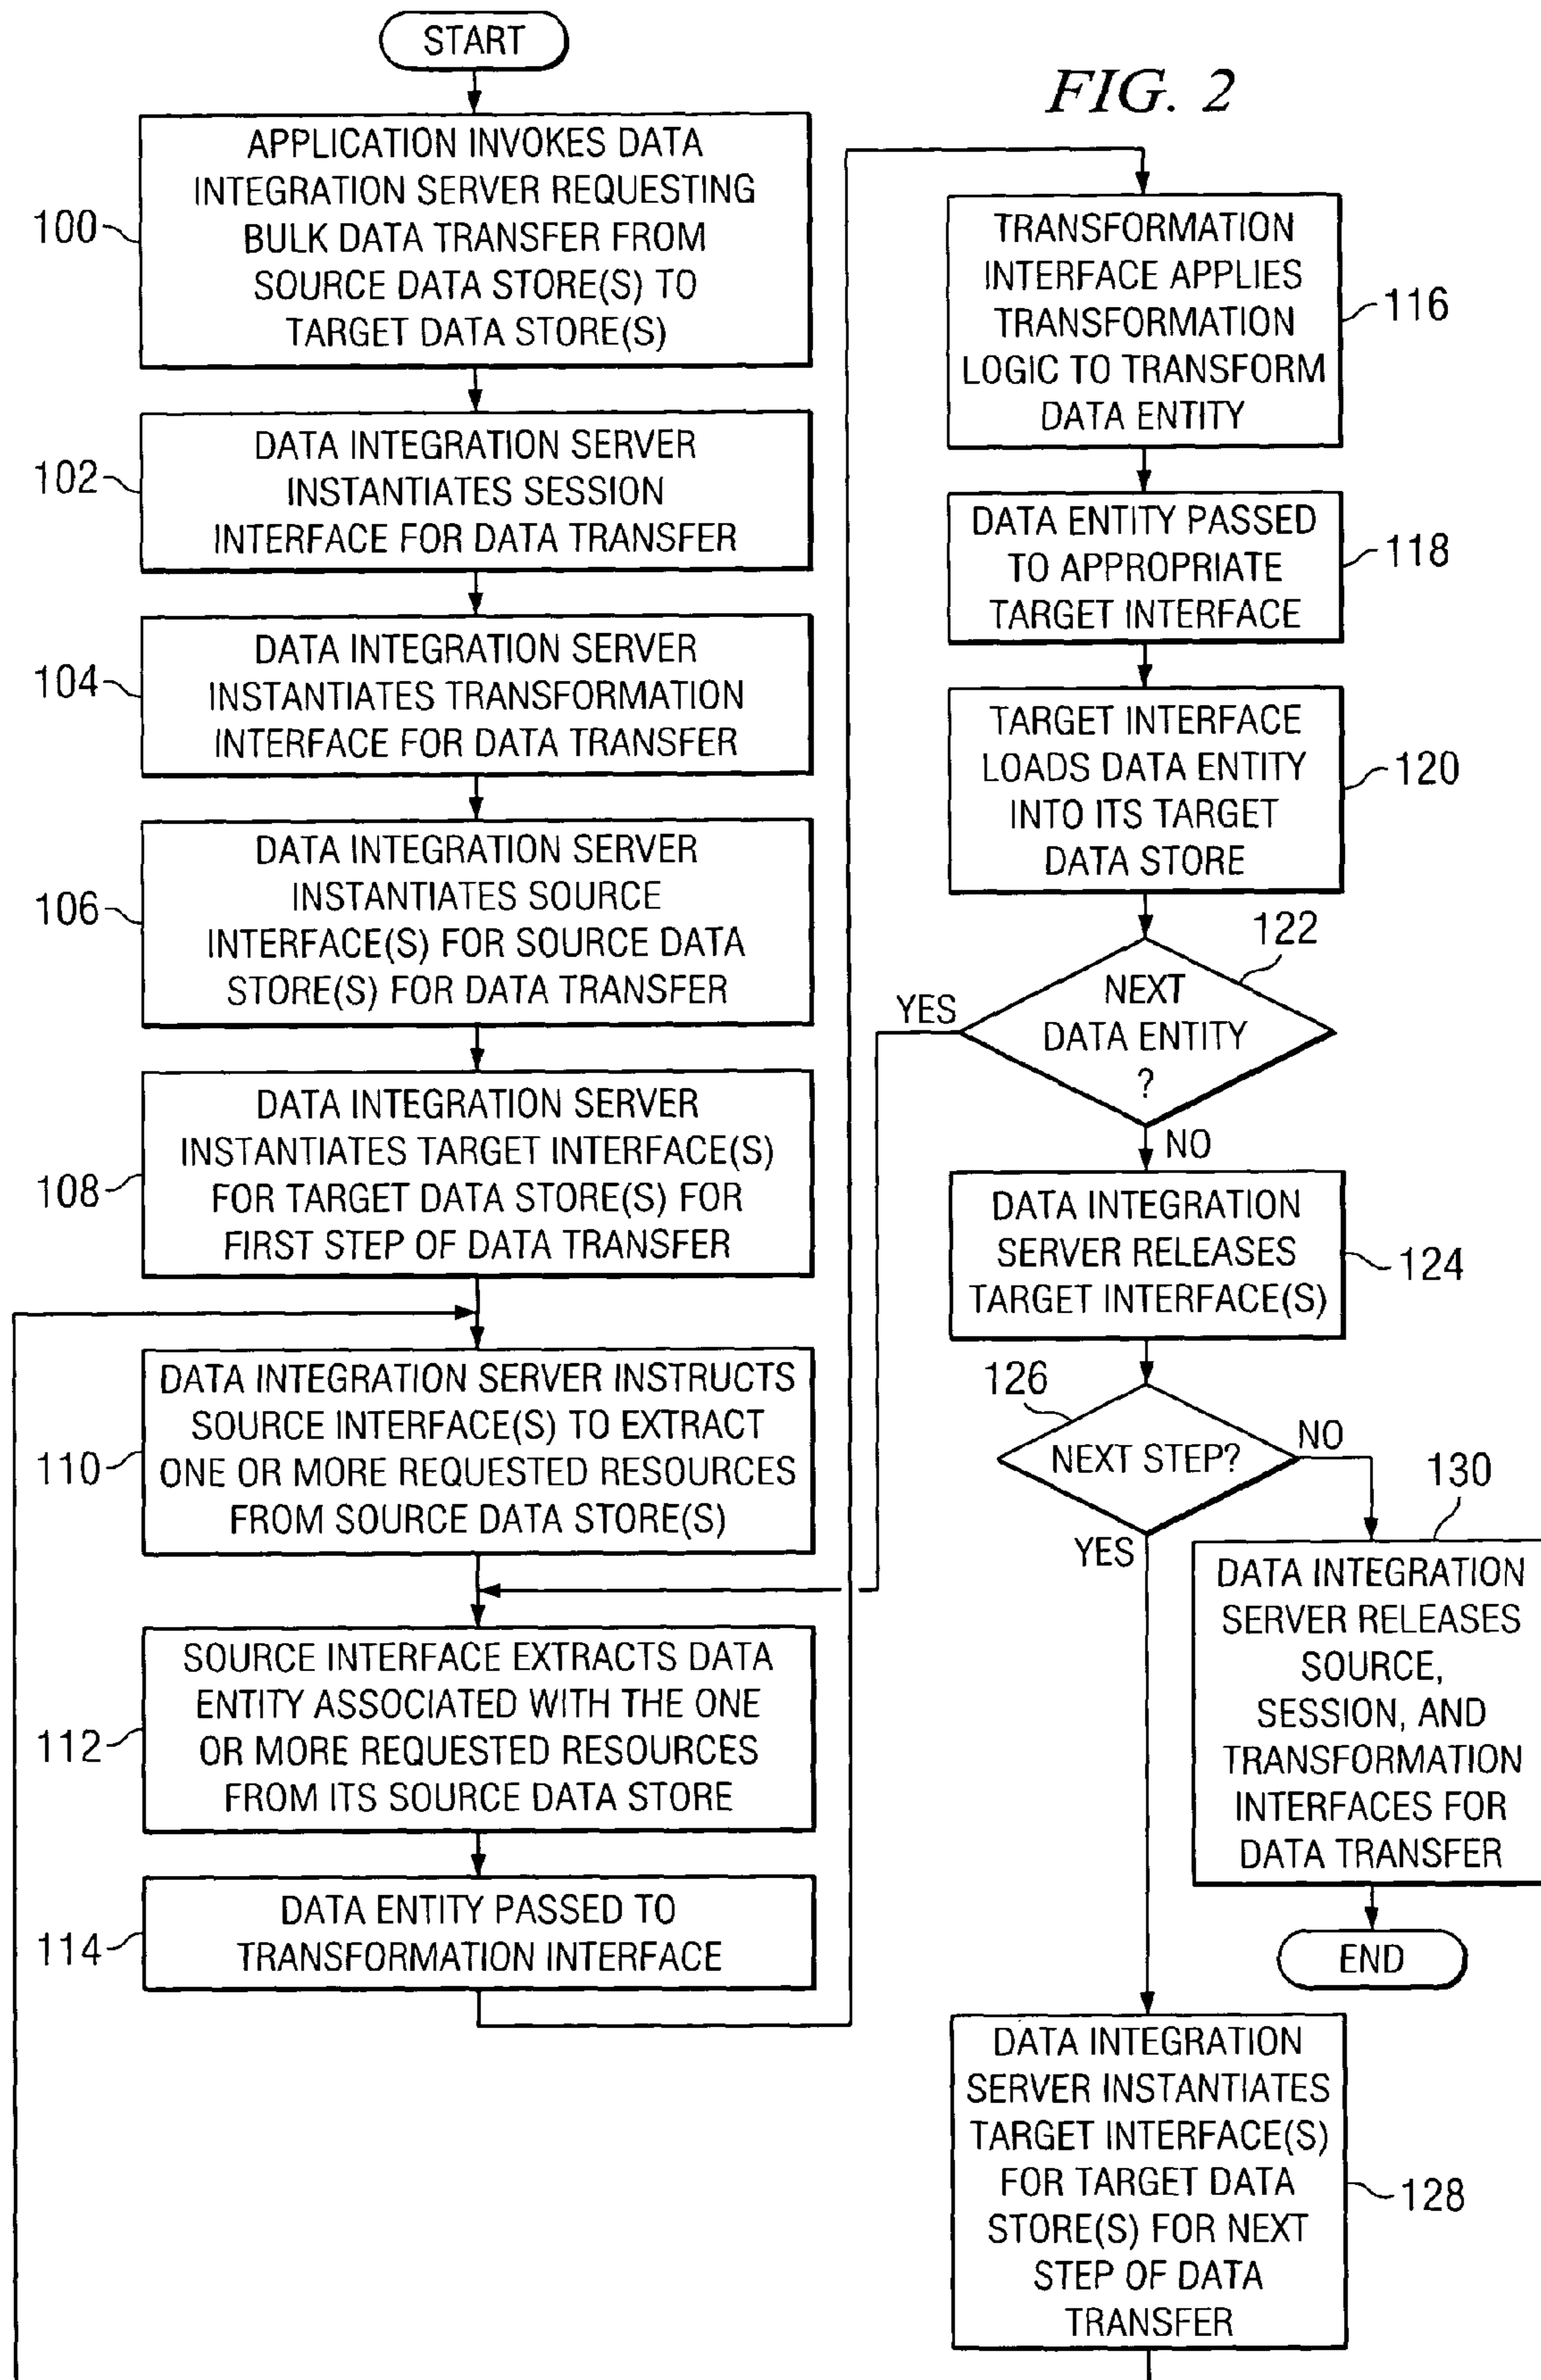 START
FIG. 2
100
APPLICATION INVOKES DATA
INTEGRATION SERVER REQUESTING
BULK DATA TRANSFER FROM
SOURCE DATA STORE(S) TO
TARGET DATA STORE(S)
102
DATA INTEGRATION SERVER
INSTANTIATES SESSION
INTERFACE FOR DATA TRANSFER
104
DATA INTEGRATION SERVER
INSTANTIATES TRANSFORMATION
INTERFACE FOR DATA TRANSFER
106
DATA INTEGRATION SERVER
INSTANTIATES SOURCE
INTERFACE(S) FOR SOURCE DATA
STORE(S) FOR DATA TRANSFER
108
DATA INTEGRATION SERVER
INSTANTIATES TARGET INTERFACE(S)
FOR TARGET DATA STORE(S) FOR
FIRST STEP OF DATA TRANSFER
110
DATA INTEGRATION SERVER INSTRUCTS
SOURCE INTERFACE(S) TO EXTRACT
ONE OR MORE REQUESTED RESOURCES
FROM SOURCE DATA STORE(S)
112
SOURCE INTERFACE EXTRACTS DATA
ENTITY ASSOCIATED WITH THE ONE
OR MORE REQUESTED RESOURCES
FROM ITS SOURCE DATA STORE
114
DATA ENTITY PASSED TO
TRANSFORMATION INTERFACE
TRANSFORMATION
INTERFACE APPLIES
TRANSFORMATION
LOGIC TO TRANSFORM
DATA ENTITY
116
DATA ENTITY PASSED
TO APPROPRIATE
TARGET INTERFACE
118
TARGET INTERFACE
LOADS DATA ENTITY
INTO ITS TARGET
DATA STORE
120
122
NEXT
DATA ENTITY
?
YES
NO
DATA INTEGRATION
SERVER RELEASES
TARGET INTERFACE(S)
124
126
NEXT STEP?
NO
YES
130
DATA INTEGRATION
SERVER RELEASES
SOURCE,
SESSION, AND
TRANSFORMATION
INTERFACES FOR
DATA TRANSFER
END
DATA INTEGRATION
SERVER INSTANTIATES
TARGET INTERFACE(S)
FOR TARGET DATA
STORE(S) FOR NEXT
STEP OF DATA
TRANSFER
128